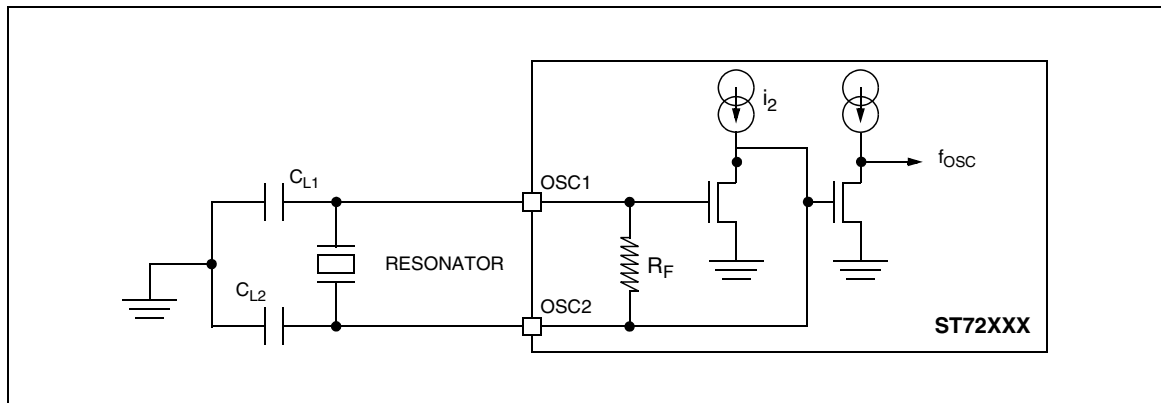 i2
fOSC
CL1
OSC1
RESONATOR
RF
CL2
OSC2
ST72XXX